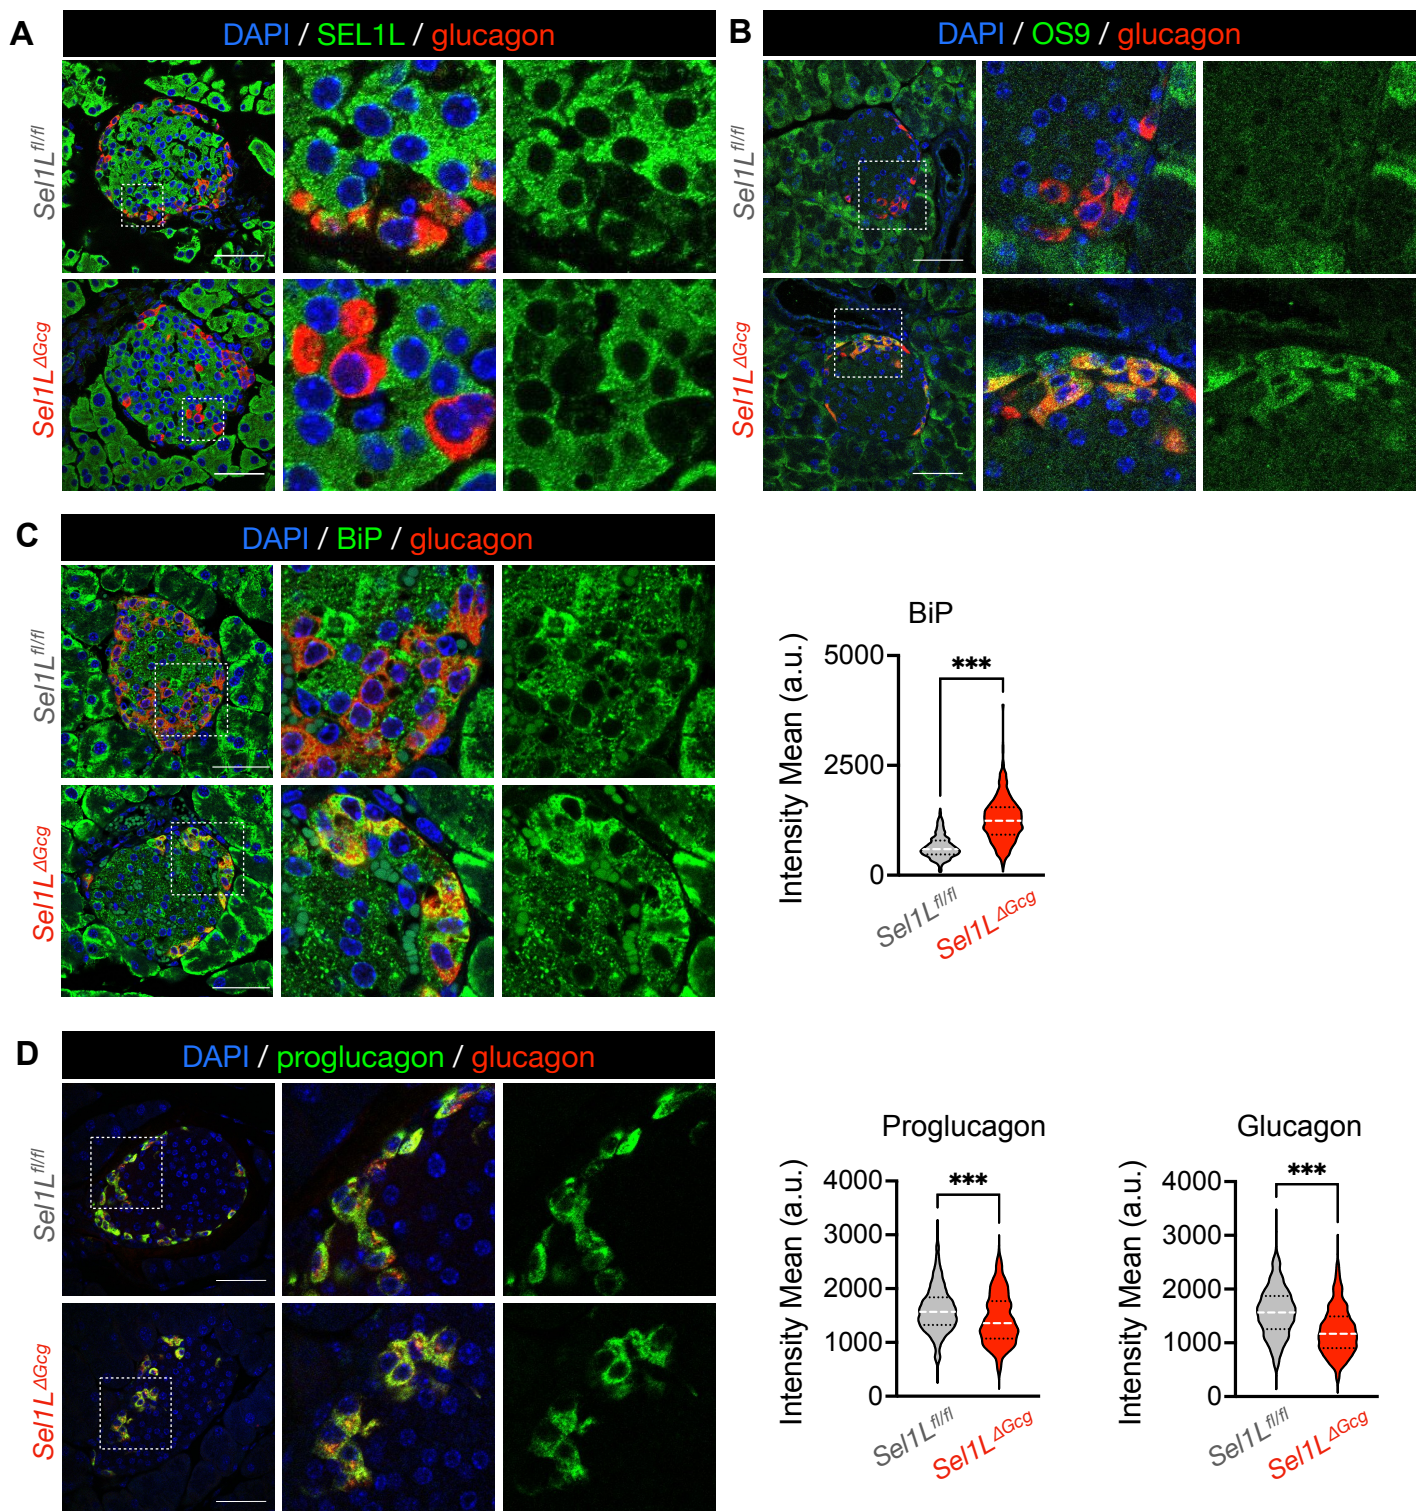 A
DAPI / SEL1L / glucagon
Sel1L^fl/fl
Sel1L^ΔGcg
B
DAPI / OS9 / glucagon
Sel1L^fl/fl
Sel1L^ΔGcg
C
DAPI / BiP / glucagon
Sel1L^fl/fl
Sel1L^ΔGcg
BiP
Intensity Mean (a.u.)
5000
2500
0
***
Sel1L^fl/fl
Sel1L^ΔGcg
D
DAPI / proglucagon / glucagon
Sel1L^fl/fl
Sel1L^ΔGcg
Proglucagon
Intensity Mean (a.u.)
4000
3000
2000
1000
0
***
Sel1L^fl/fl
Sel1L^ΔGcg
Glucagon
Intensity Mean (a.u.)
4000
3000
2000
1000
0
***
Sel1L^fl/fl
Sel1L^ΔGcg